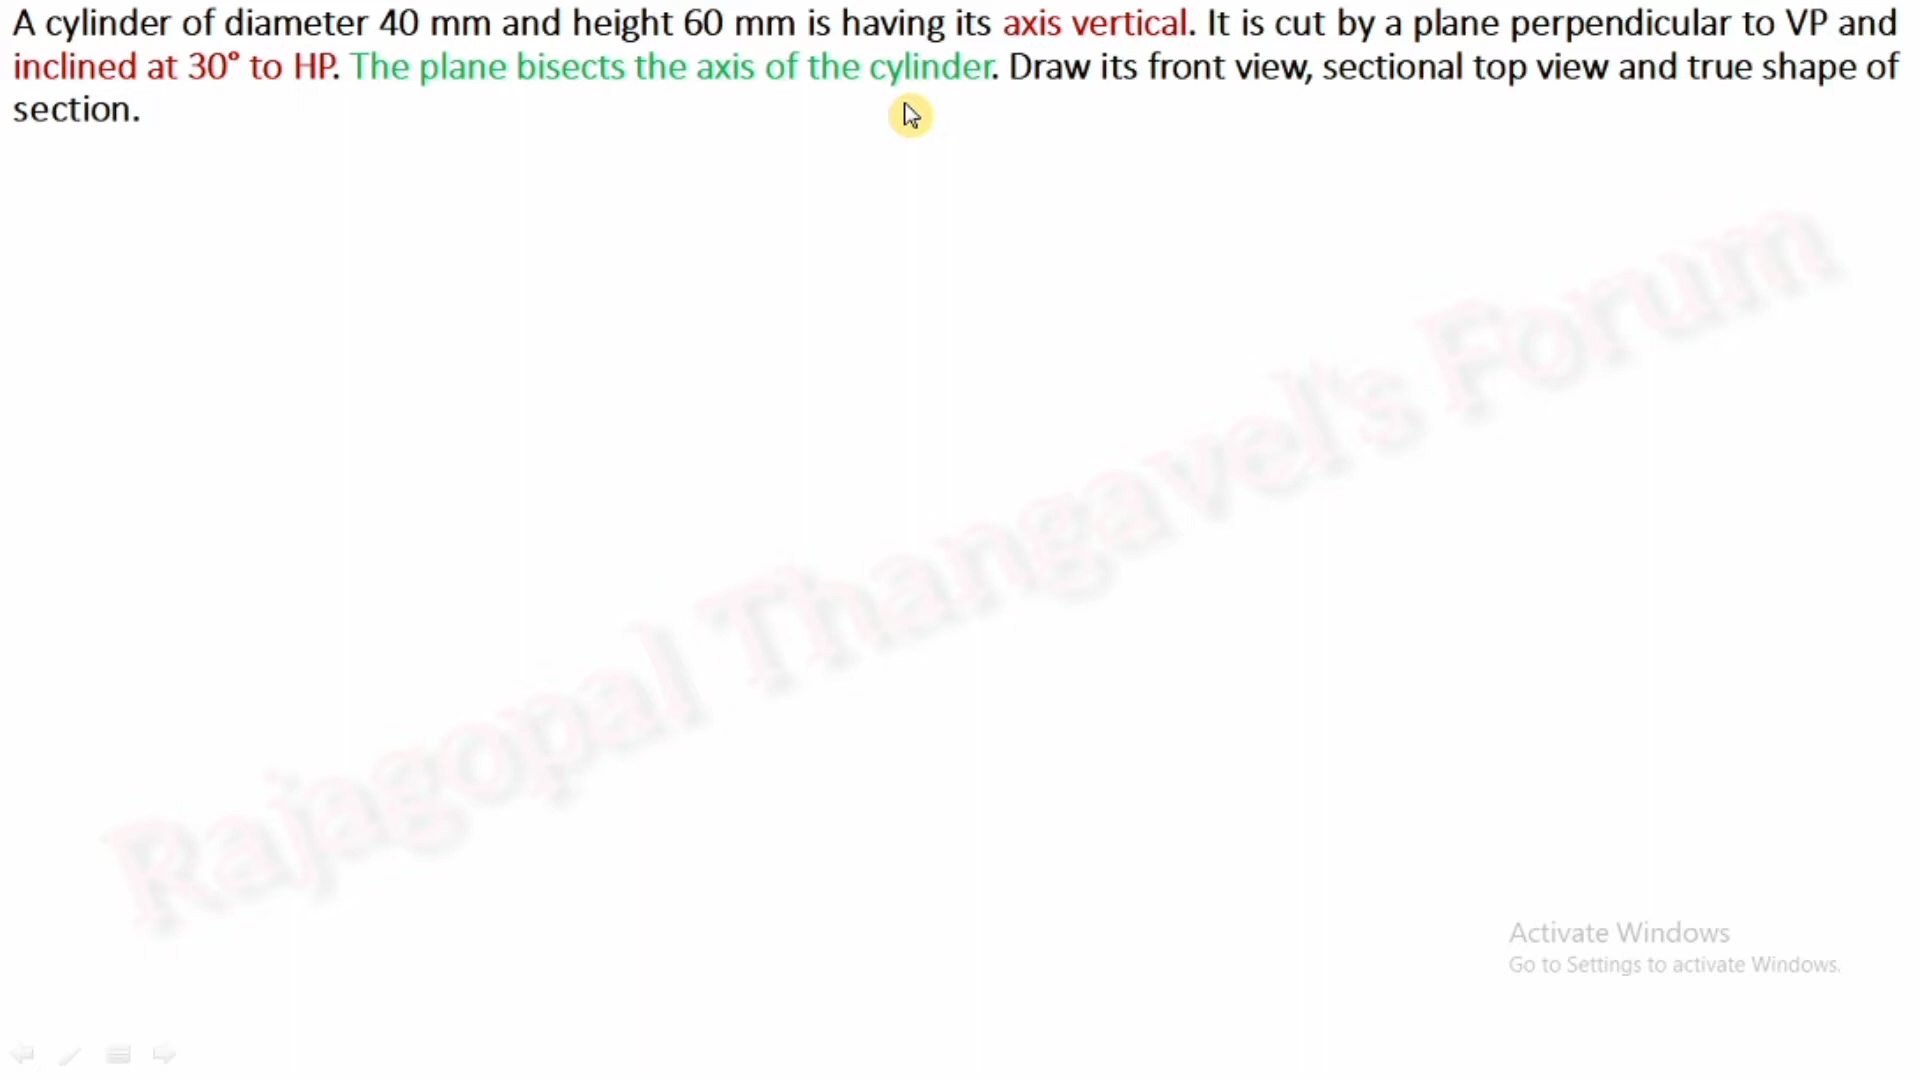 A cylinder of diameter 40 mm and height 60 mm is having its axis vertical. It is cut by a plane perpendicular to VP and
inclined at 30° to HP. The plane bisects the axis of the cylinder. Draw its front view, sectional top view and true shape of
section.
Rajagopal Thangavel's Forum
Activate Windows
Go to Settings to activate Windows.